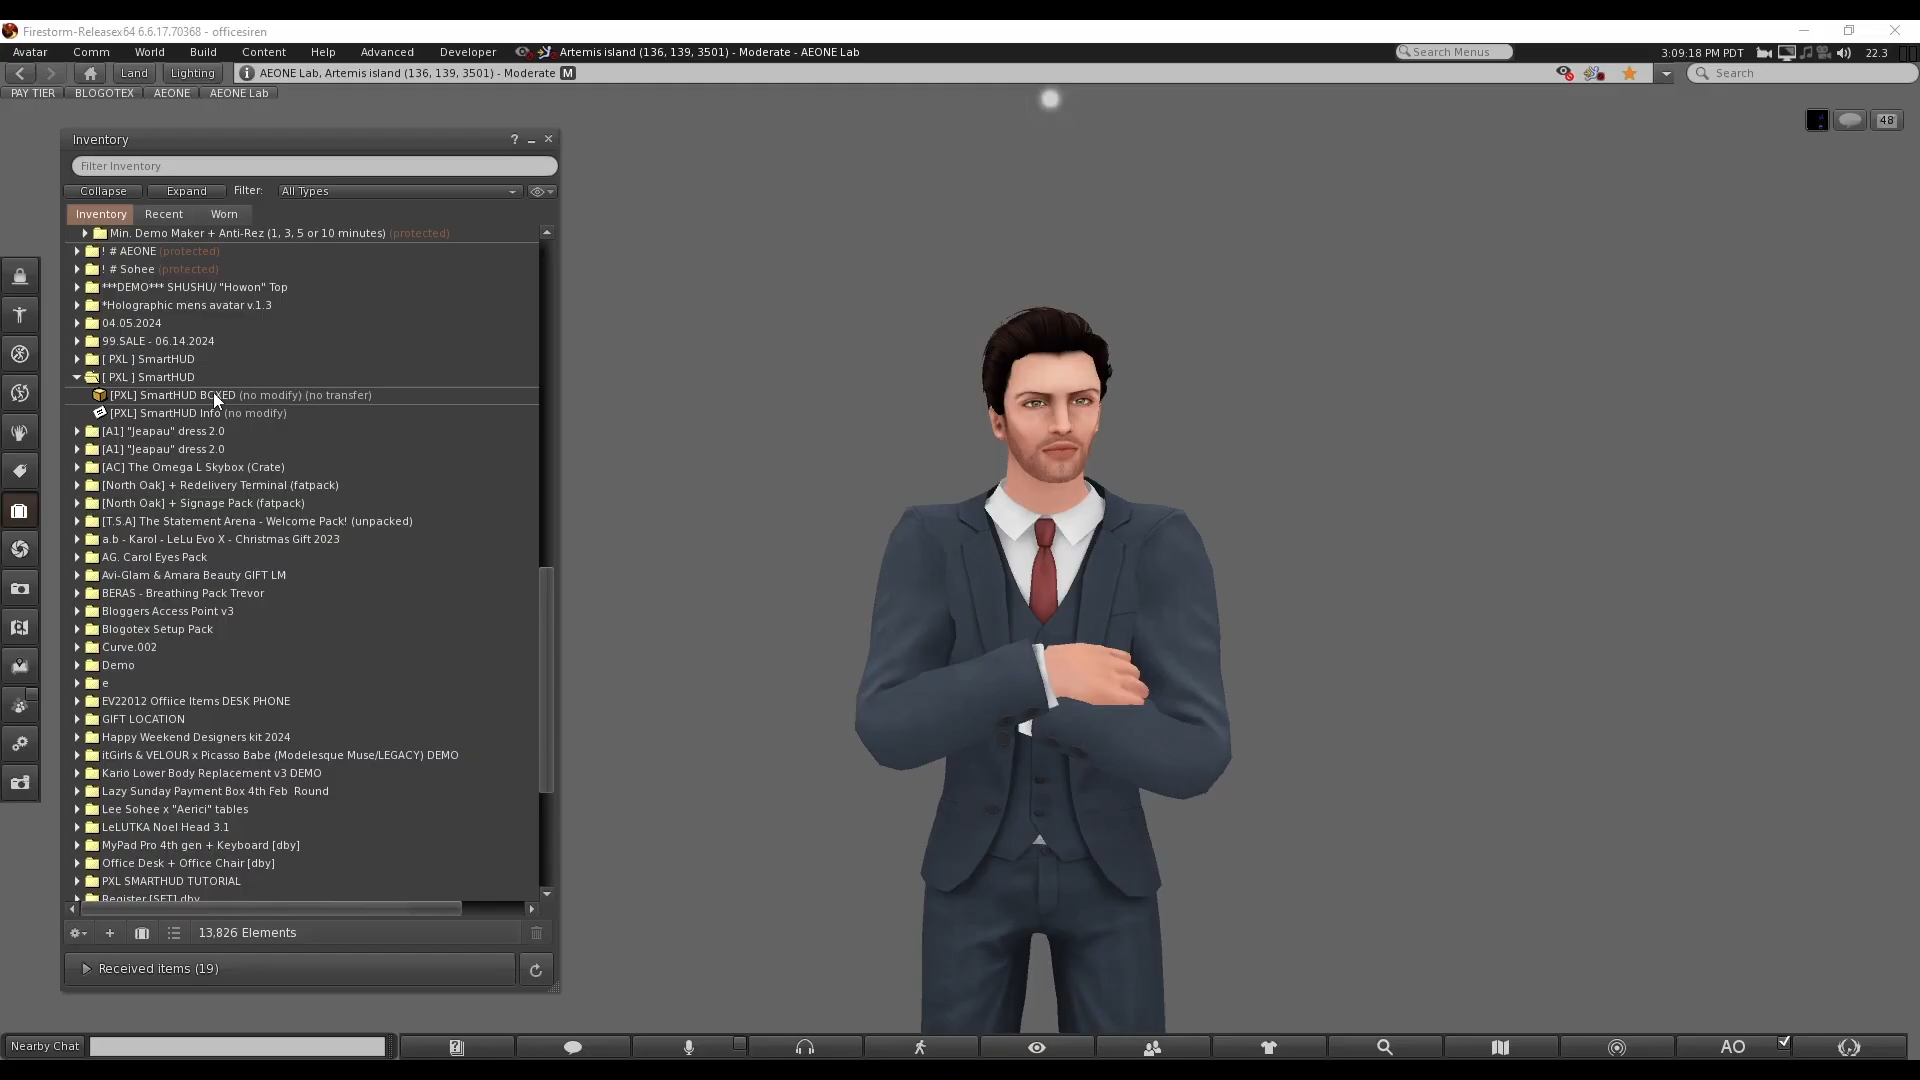 Firestorm-Releasex64 6.6.17.70368 - officesiren
Avatar Comm World Build Content Help Advanced Developer Artemis island (136, 139, 3501) - Moderate - AEONE Lab Search Menus 3:09:18 PM PDT 22.3
Land Lighting AEONE Lab, Artemis island (136, 139, 3501) - Moderate M Search
PAY TIER BLOGOTEX AEONE AEONE Lab
48
Inventory ?
Filter Inventory
Collapse Expand Filter: All Types
Inventory Recent Worn
Min. Demo Maker + Anti-Rez (1, 3, 5 or 10 minutes) (protected)
! # AEONE (protected)
! # Sohee (protected)
***DEMO*** SHUSHU/ "Howon" Top
*Holographic mens avatar v.1.3
04.05.2024
99.SALE - 06.14.2024
[ PXL ] SmartHUD
[ PXL ] SmartHUD
[PXL] SmartHUD BOXED (no modify) (no transfer)
[PXL] SmartHUD Info (no modify)
[A1] "Jeapau" dress 2.0
[A1] "Jeapau" dress 2.0
[AC] The Omega L Skybox (Crate)
[North Oak] + Redelivery Terminal (fatpack)
[North Oak] + Signage Pack (fatpack)
[T.S.A] The Statement Arena - Welcome Pack! (unpacked)
a.b - Karol - LeLu Evo X - Christmas Gift 2023
AG. Carol Eyes Pack
Avi-Glam & Amara Beauty GIFT LM
BERAS - Breathing Pack Trevor
Bloggers Access Point v3
Blogotex Setup Pack
Curve.002
Demo
e
EV22012 Offiice Items DESK PHONE
GIFT LOCATION
Happy Weekend Designers kit 2024
itGirls & VELOUR x Picasso Babe (Modelesque Muse/LEGACY) DEMO
Kario Lower Body Replacement v3 DEMO
Lazy Sunday Payment Box 4th Feb  Round
Lee Sohee x "Aerici" tables
LeLUTKA Noel Head 3.1
MyPad Pro 4th gen + Keyboard [dby]
Office Desk + Office Chair [dby]
PXL SMARTHUD TUTORIAL
Register [SET] dby
13,826 Elements
Received items (19)
Nearby Chat AO